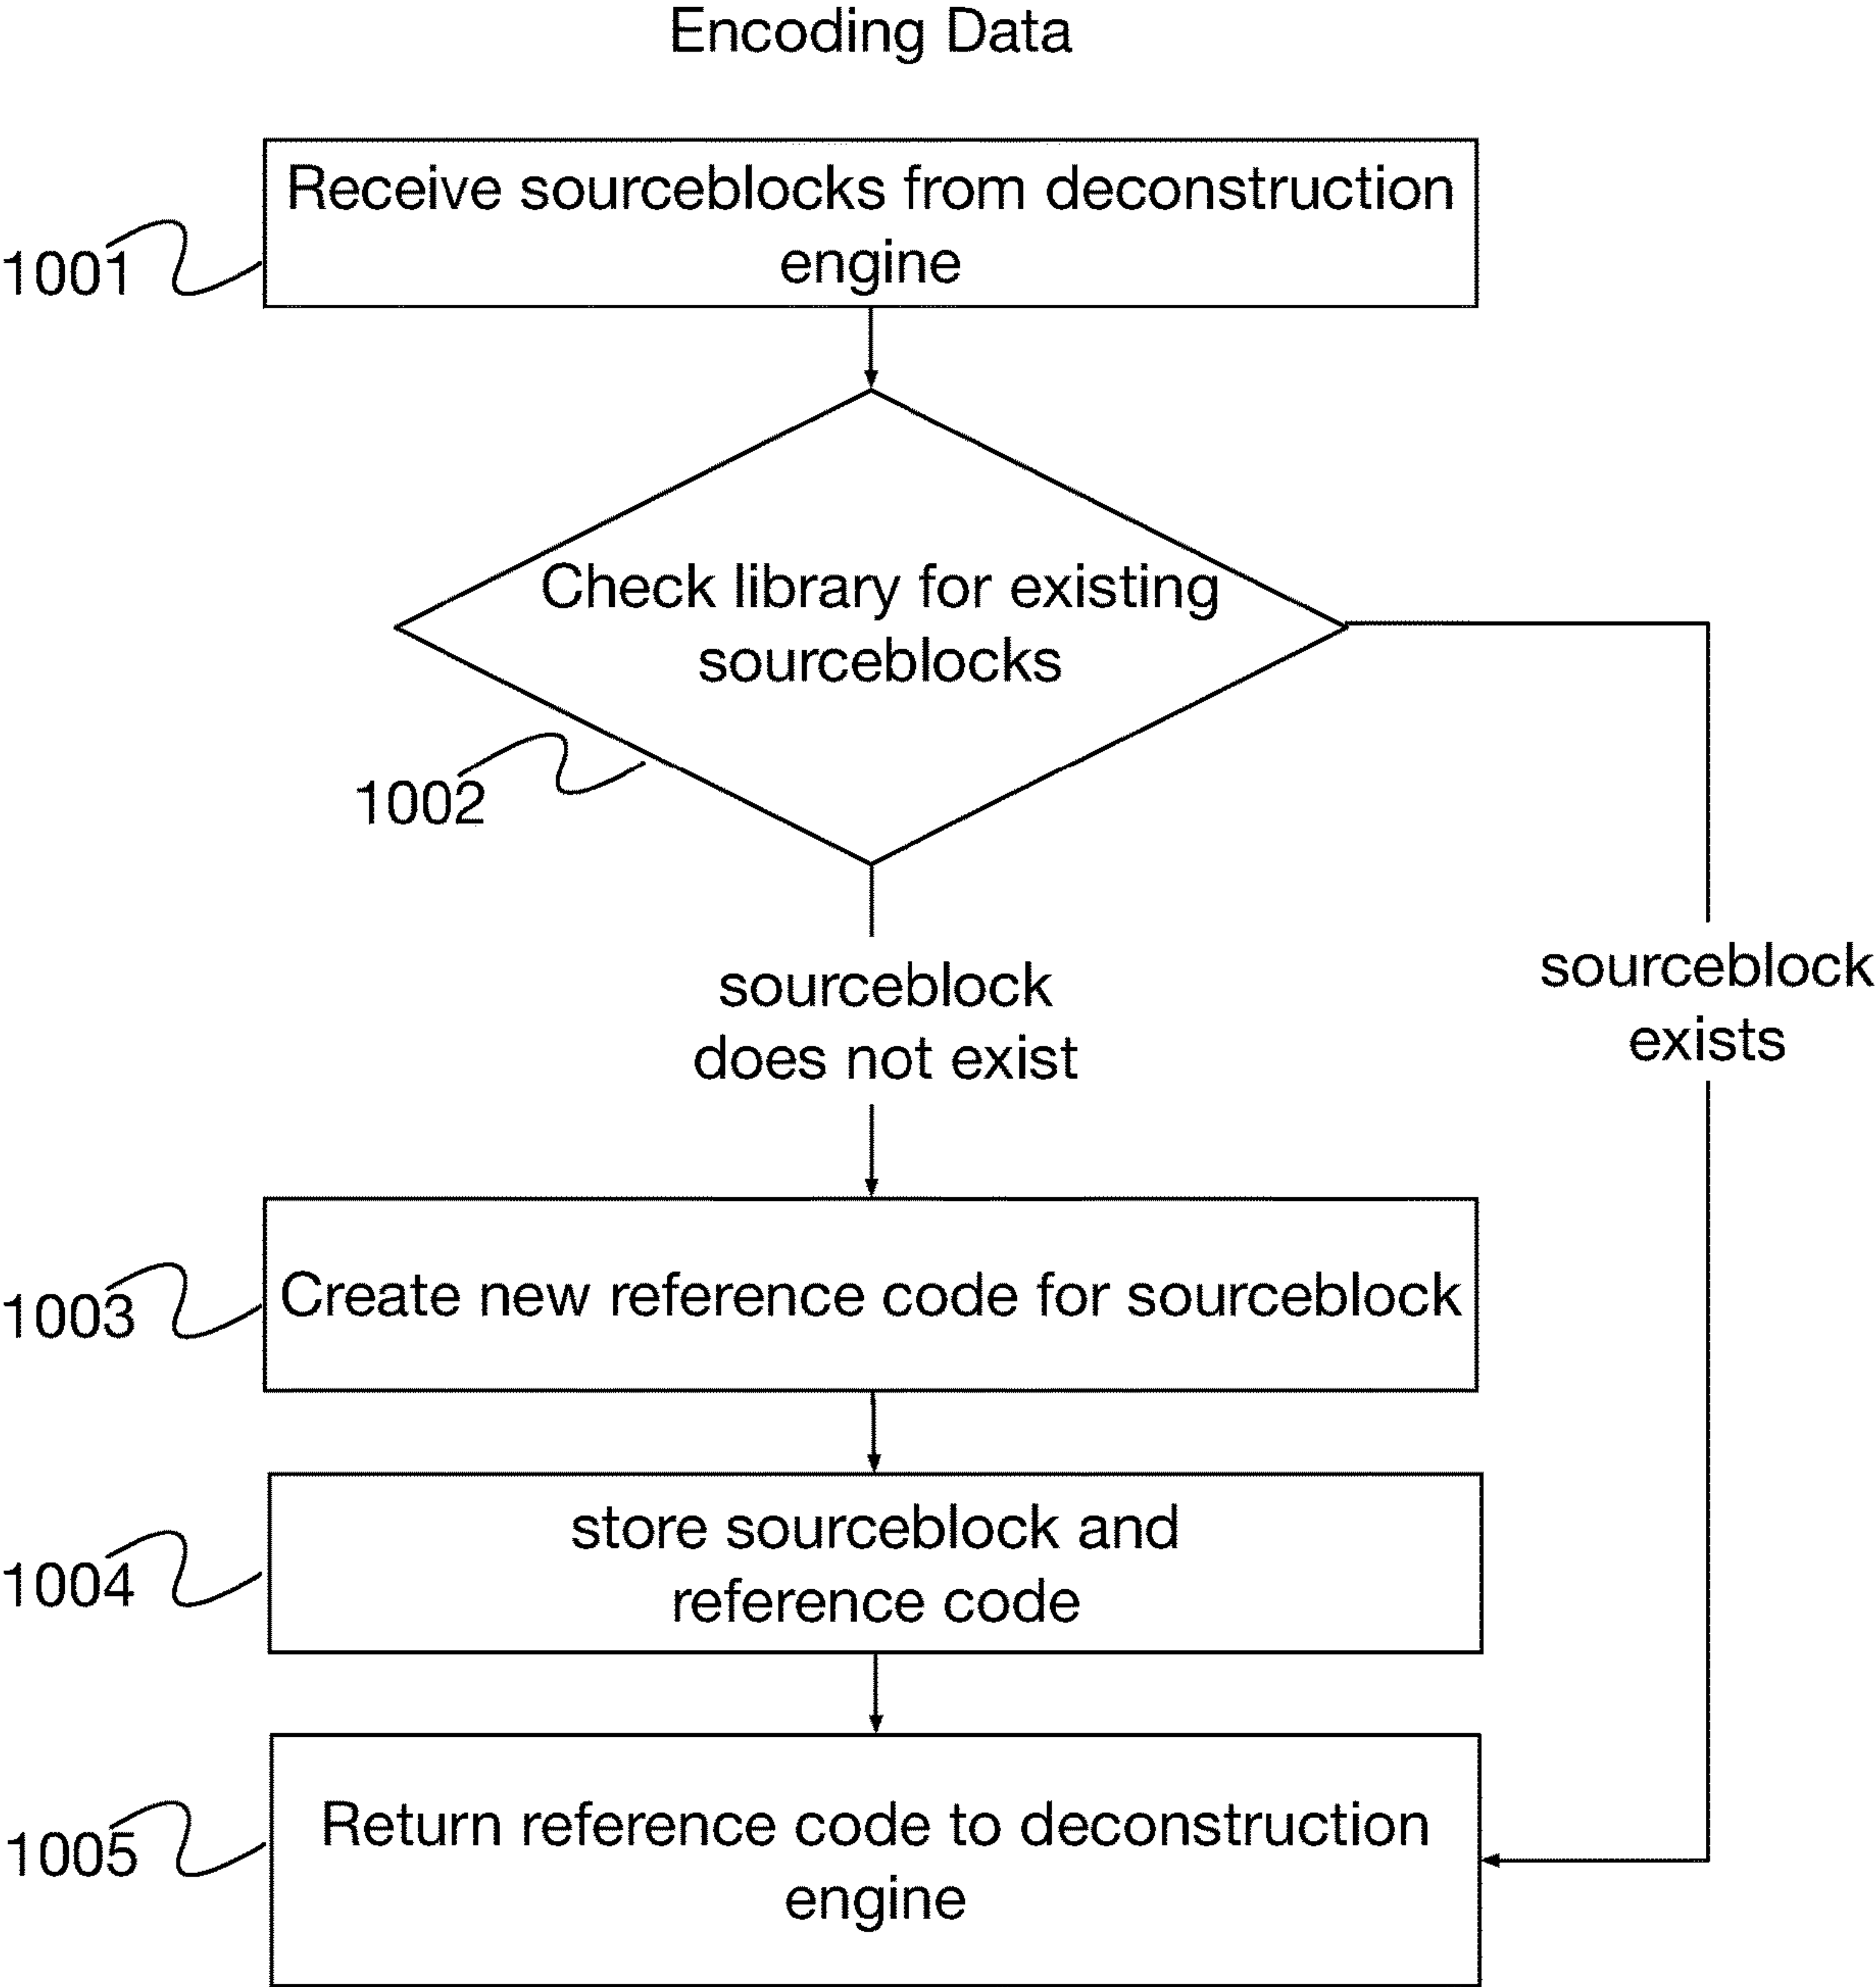 Encoding Data
Receive sourceblocks from deconstruction
engine
1001
Check library for existing
sourceblocks
1002
sourceblock
does not exist
sourceblock
exists
Create new reference code for sourceblock
1003
store sourceblock and
reference code
1004
Return reference code to deconstruction
engine
1005